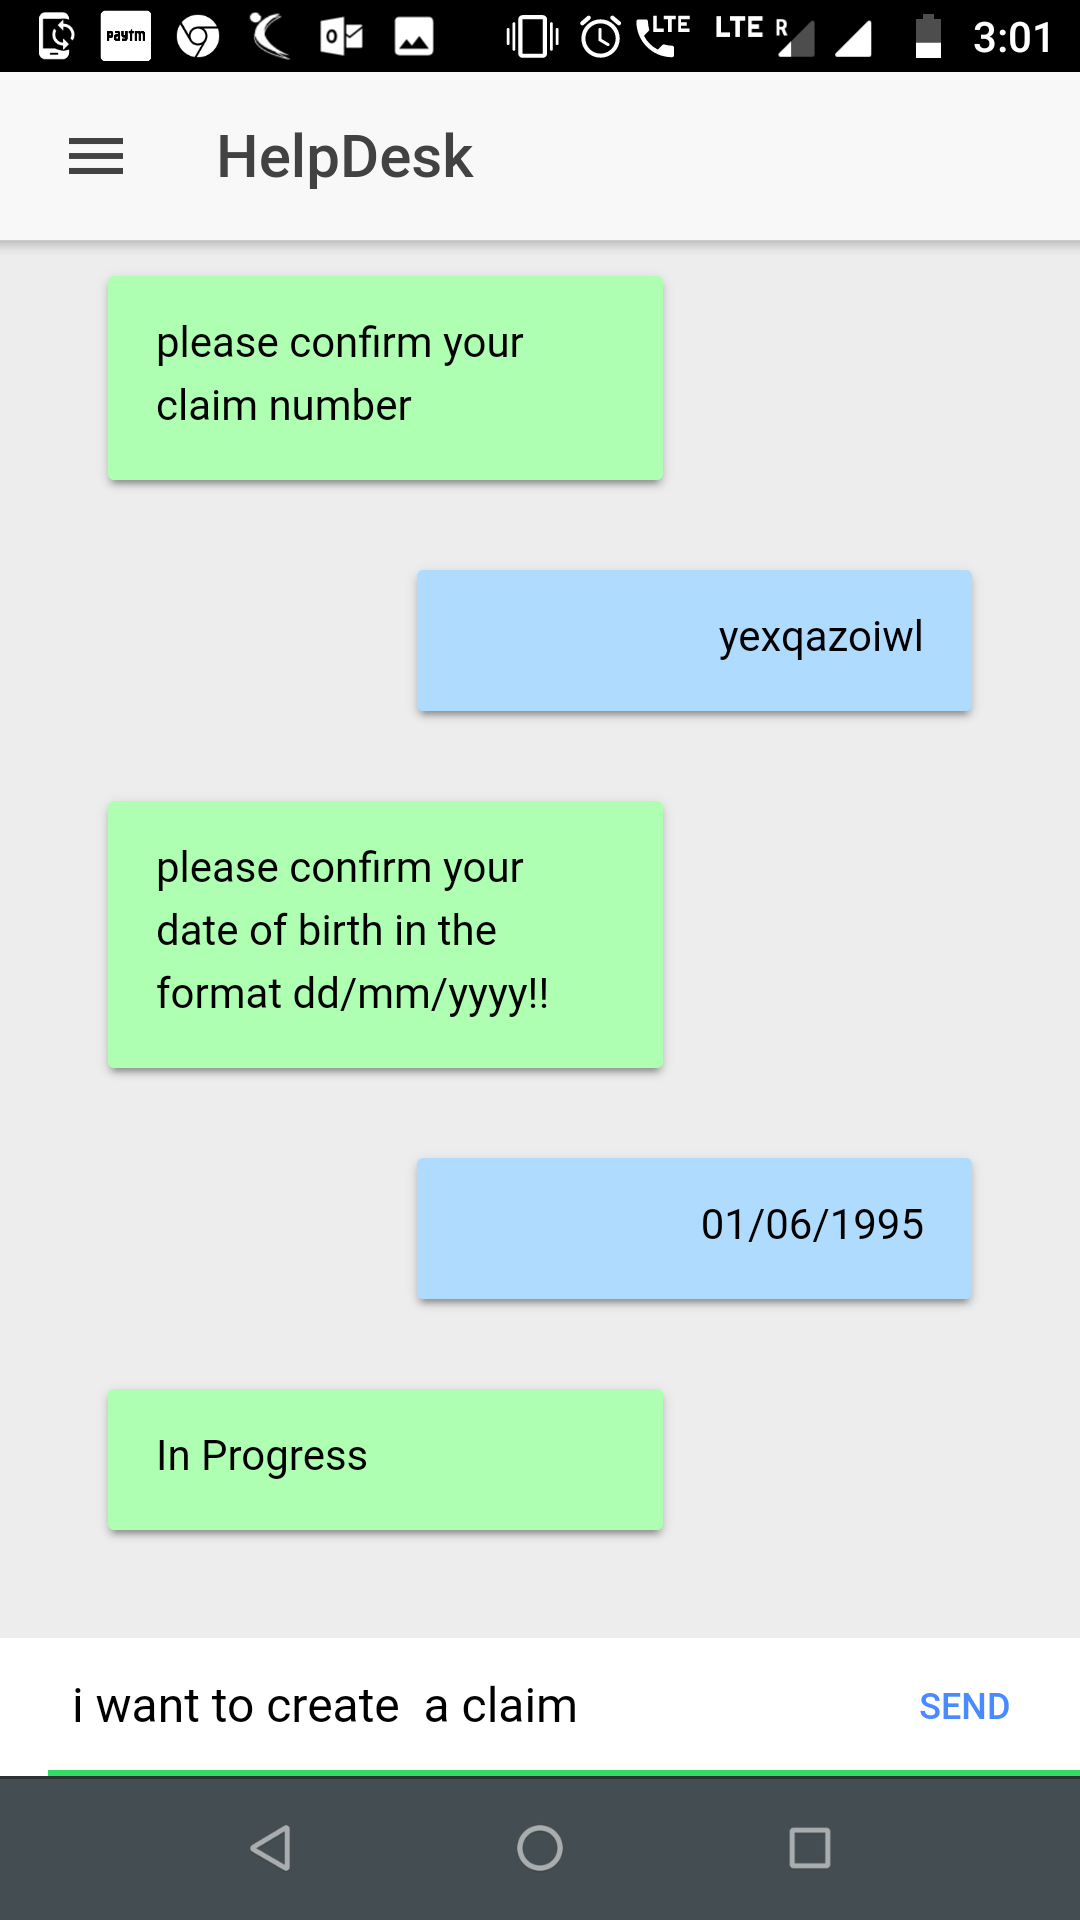 paytm
LTE
LTE R
3:01
HelpDesk
please confirm your
claim number
yexqazoiwl
please confirm your
date of birth in the
format dd/mm/yyyy!!
01/06/1995
In Progress
i want to create  a claim
SEND